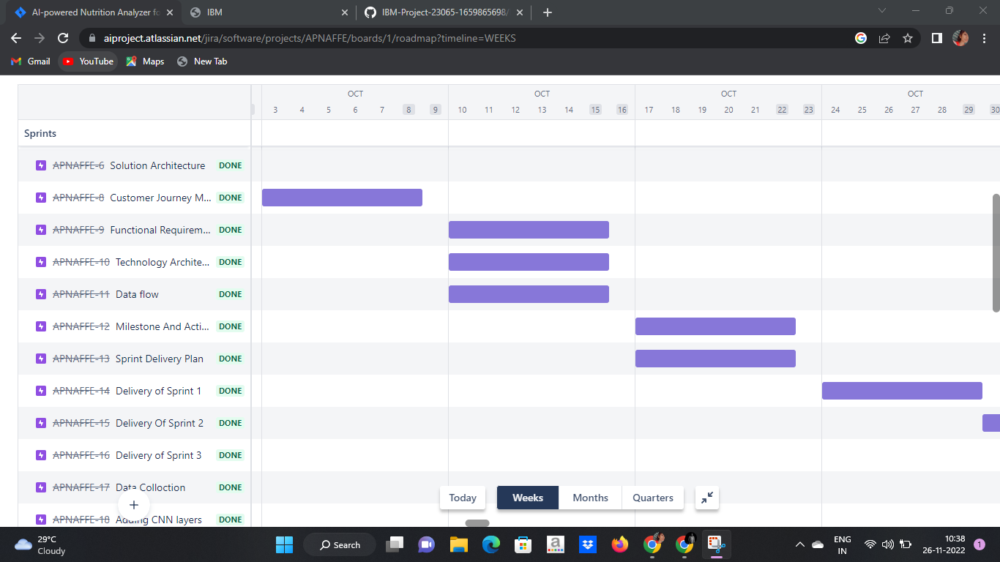 AI-powered Nutrition Analyzer fo
IBM
IBM-Project-23065-1659865698/
aiproject.atlassian.net/jira/software/projects/APNAFFE/boards/1/roadmap?timeline=WEEKS
Gmail YouTube Maps New Tab
OCT OCT OCT OCT
3 4 5 6 7 8 9 10 11 12 13 14 15 16 17 18 19 20 21 22 23 24 25 26 27 28 29 30
Sprints
APNAFFE-6 Solution Architecture DONE
APNAFFE-8 Customer Journey M... DONE
APNAFFE-9 Functional Requirem... DONE
APNAFFE-10 Technology Archite... DONE
APNAFFE-11 Data flow DONE
APNAFFE-12 Milestone And Acti... DONE
APNAFFE-13 Sprint Delivery Plan DONE
APNAFFE-14 Delivery of Sprint 1 DONE
APNAFFE-15 Delivery Of Sprint 2 DONE
APNAFFE-16 Delivery of Sprint 3 DONE
APNAFFE-17 Data Colloction DONE
APNAFFE-18 Adding CNN layers DONE
Today Weeks Months Quarters
29°C
Cloudy
Search
ENG
IN
10:38
26-11-2022
1